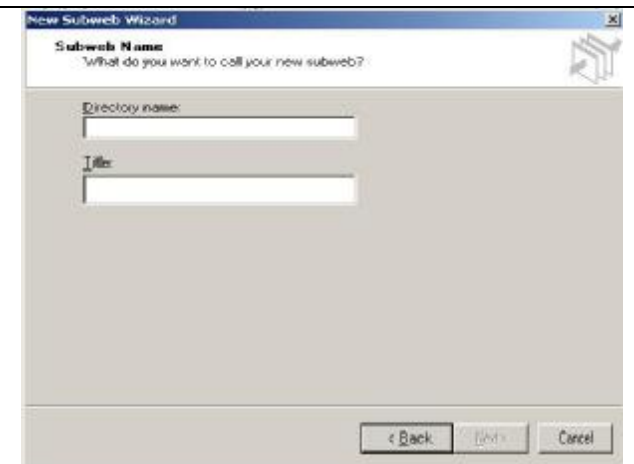 New Subweb Wizard
Subweb Name
What do you want to call your new subweb?
Directory name:
Title:
< Back
Next >
Cancel